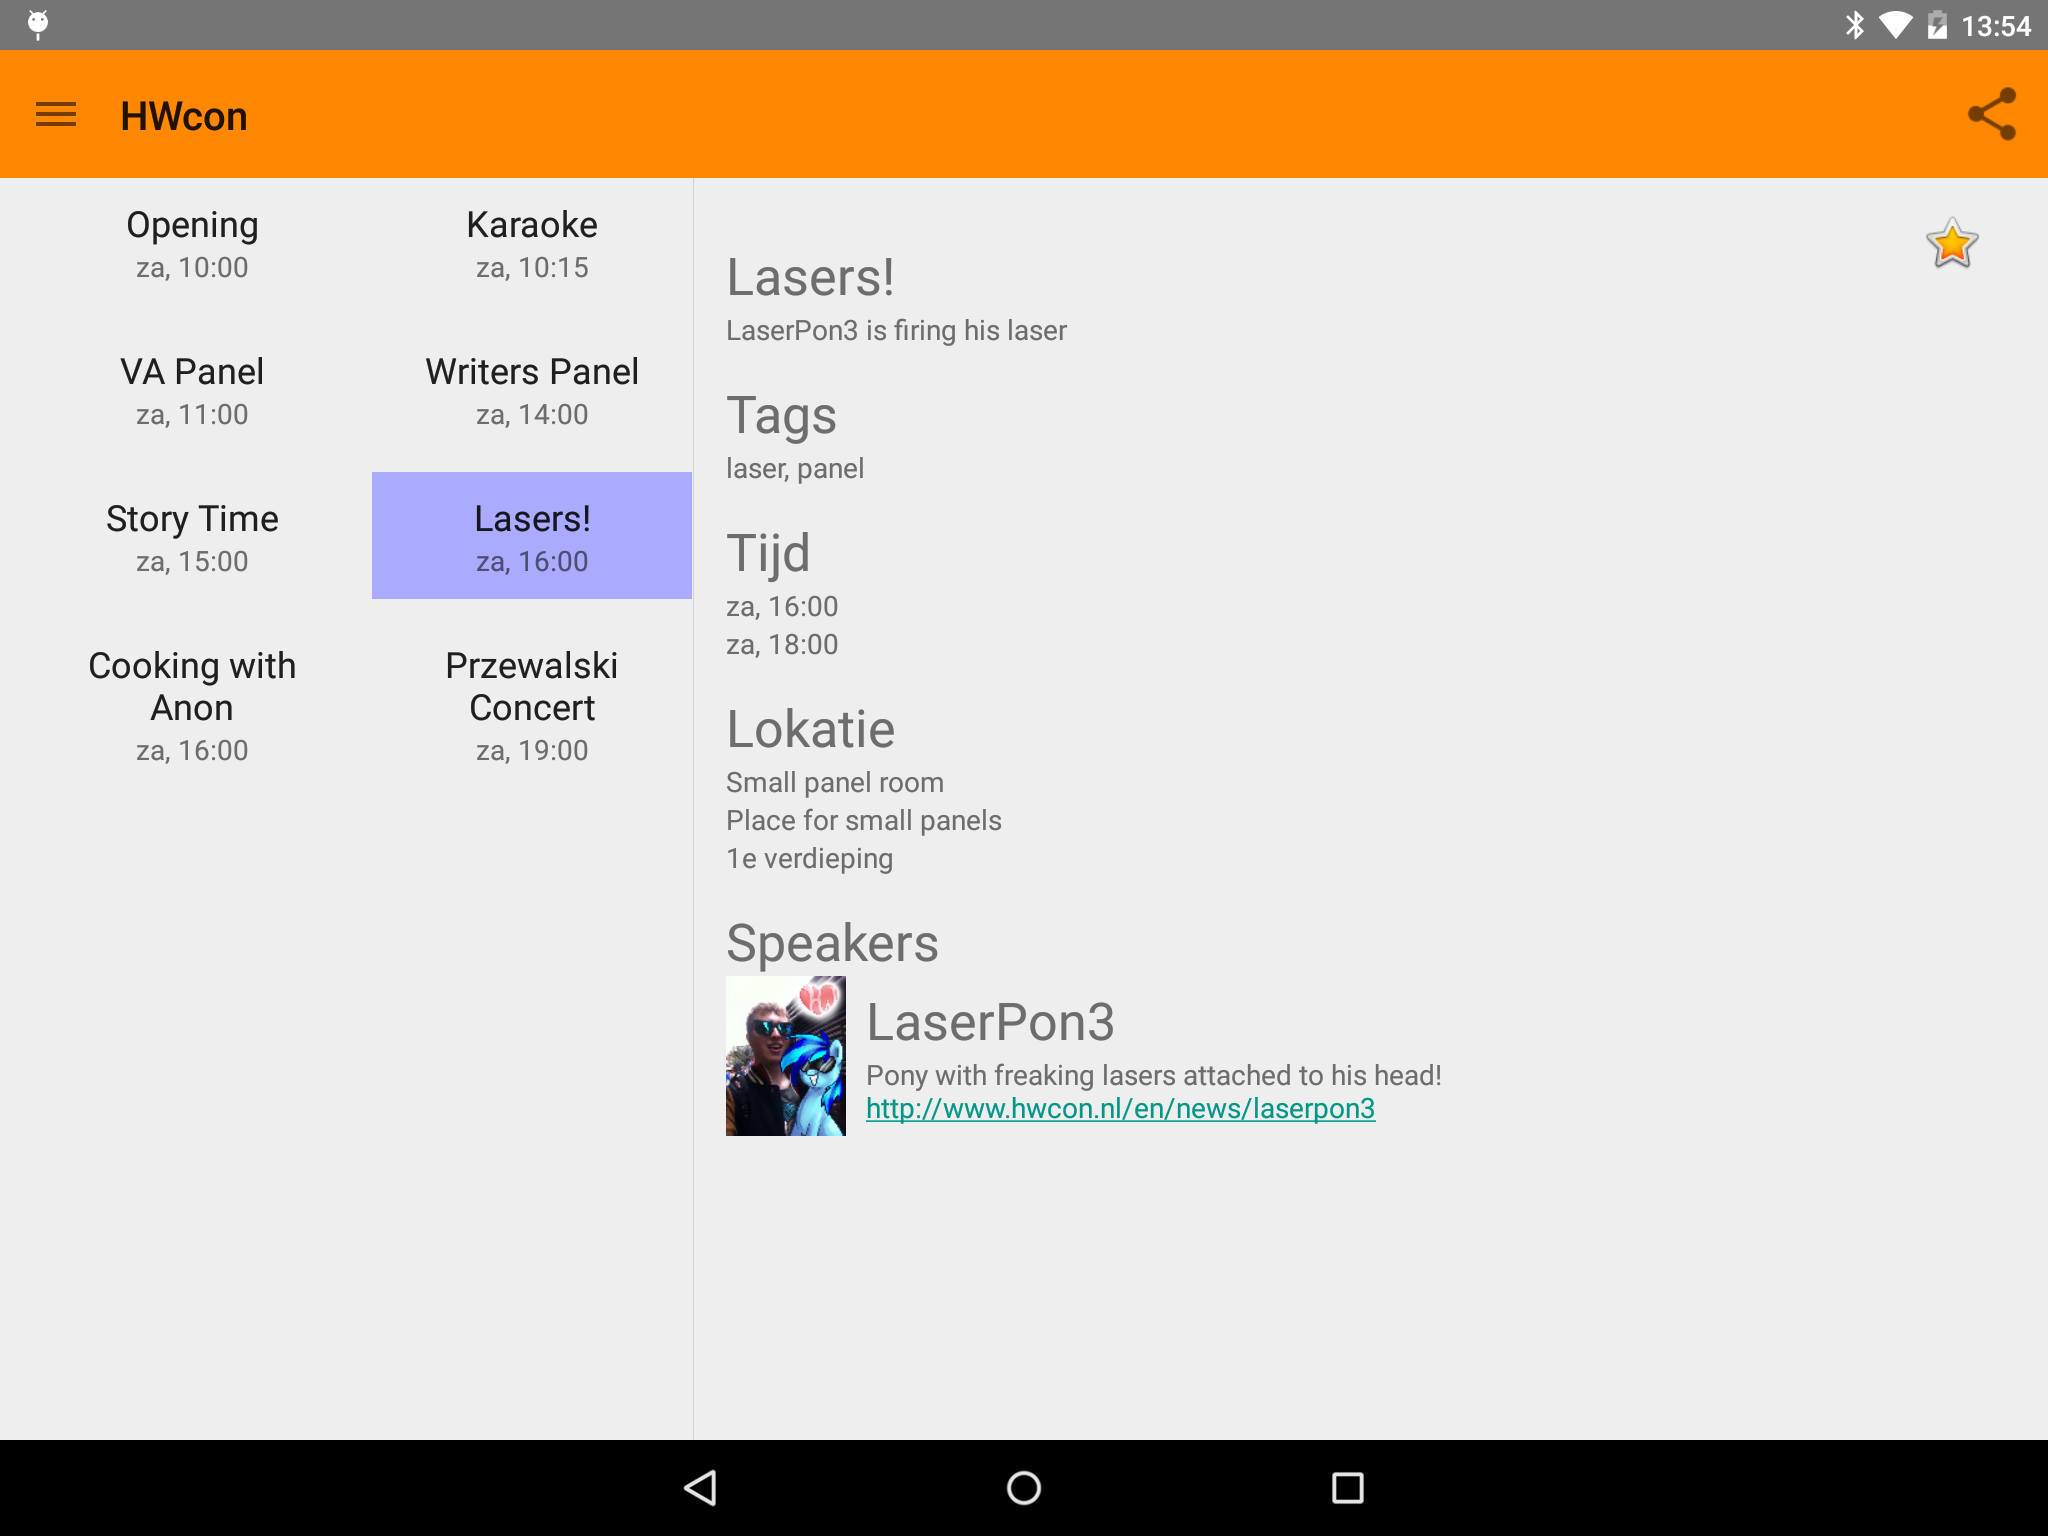 13:54
HWcon
Opening
za, 10:00
Karaoke
za, 10:15
VA Panel
za, 11:00
Writers Panel
za, 14:00
Story Time
za, 15:00
Lasers!
za, 16:00
Cooking with
Anon
za, 16:00
Przewalski
Concert
za, 19:00
Lasers!
LaserPon3 is firing his laser
Tags
laser, panel
Tijd
za, 16:00
za, 18:00
Lokatie
Small panel room
Place for small panels
1e verdieping
Speakers
LaserPon3
Pony with freaking lasers attached to his head!
http://www.hwcon.nl/en/news/laserpon3